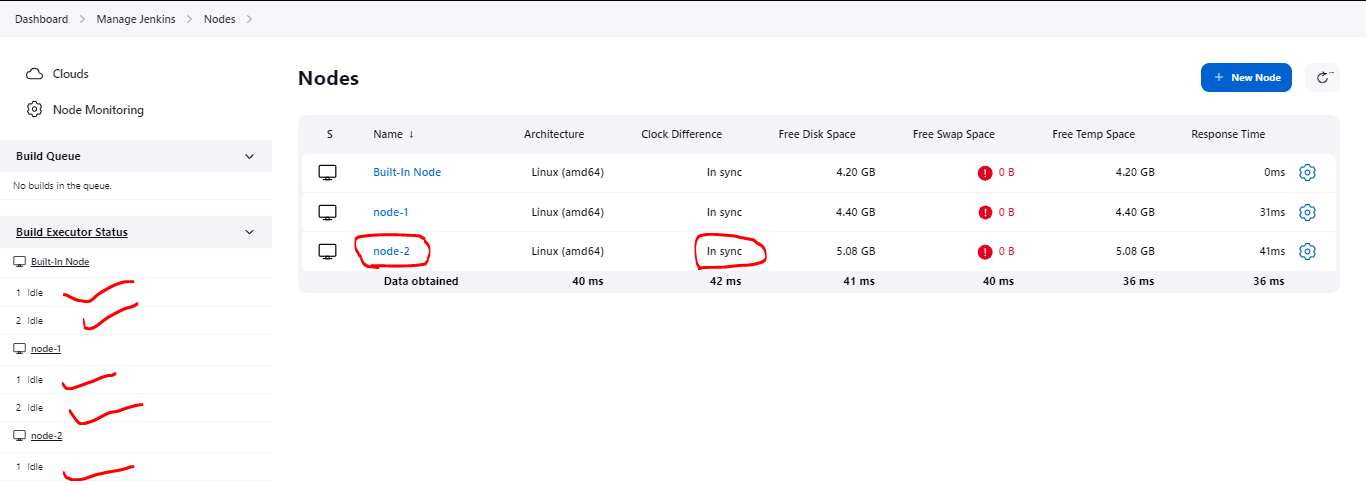 Dashboard > Manage Jenkins > Nodes >
Clouds
Node Monitoring
Build Queue
No builds in the queue.
Build Executor Status
Built-In Node
1 Idle
2 Idle
node-1
1 Idle
2 Idle
node-2
1 Idle
Nodes
+ New Node
S Name ↓ Architecture Clock Difference Free Disk Space Free Swap Space Free Temp Space Response Time
Built-In Node Linux (amd64) In sync 4.20 GB ! 0 B 4.20 GB 0ms
node-1 Linux (amd64) In sync 4.40 GB ! 0 B 4.40 GB 31ms
node-2 Linux (amd64) In sync 5.08 GB ! 0 B 5.08 GB 41ms
Data obtained 40 ms 42 ms 41 ms 40 ms 36 ms 36 ms